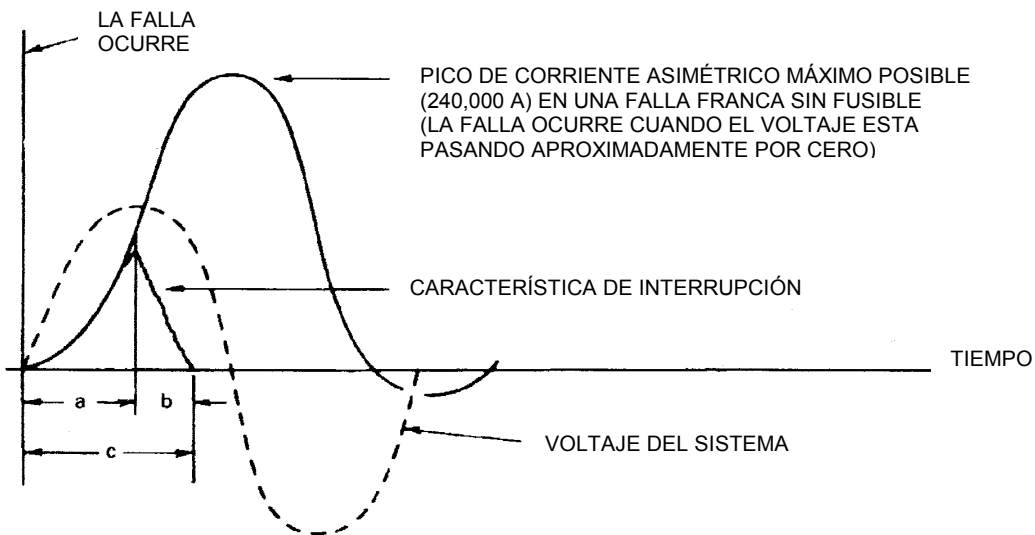 LA FALLA
OCURRE
PICO DE CORRIENTE ASIMÉTRICO MÁXIMO POSIBLE
(240,000 A) EN UNA FALLA FRANCA SIN FUSIBLE
(LA FALLA OCURRE CUANDO EL VOLTAJE ESTA
PASANDO APROXIMADAMENTE POR CERO)
CARACTERÍSTICA DE INTERRUPCIÓN
TIEMPO
a
b
c
VOLTAJE DEL SISTEMA